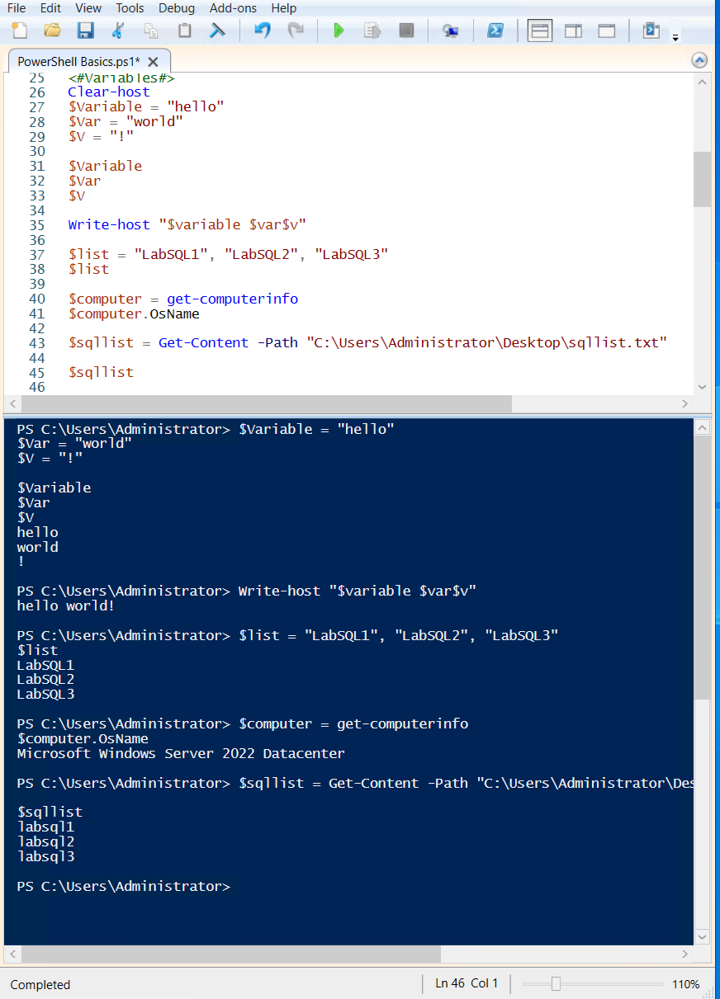 File Edit View Tools Debug Add-ons Help
PowerShell Basics.ps1* X
25 <#Variables#>
26 Clear-host
27 $Variable = "hello"
28 $Var = "world"
29 $V = "!"
30
31 $Variable
32 $Var
33 $V
34
35 Write-host "$variable $var$v"
36
37 $list = "LabSQL1", "LabSQL2", "LabSQL3"
38 $list
39
40 $computer = get-computerinfo
41 $computer.OsName
42
43 $sqllist = Get-Content -Path "C:\Users\Administrator\Desktop\sqllist.txt"
44
45 $sqllist
46
PS C:\Users\Administrator> $Variable = "hello"
$Var = "world"
$V = "!"
$Variable
$Var
$V
hello
world
!
PS C:\Users\Administrator> Write-host "$variable $var$v"
hello world!
PS C:\Users\Administrator> $list = "LabSQL1", "LabSQL2", "LabSQL3"
$list
LabSQL1
LabSQL2
LabSQL3
PS C:\Users\Administrator> $computer = get-computerinfo
$computer.OsName
Microsoft Windows Server 2022 Datacenter
PS C:\Users\Administrator> $sqllist = Get-Content -Path "C:\Users\Administrator\Des
$sqllist
labsql1
labsql2
labsql3
PS C:\Users\Administrator>
Completed Ln 46 Col 1 110%